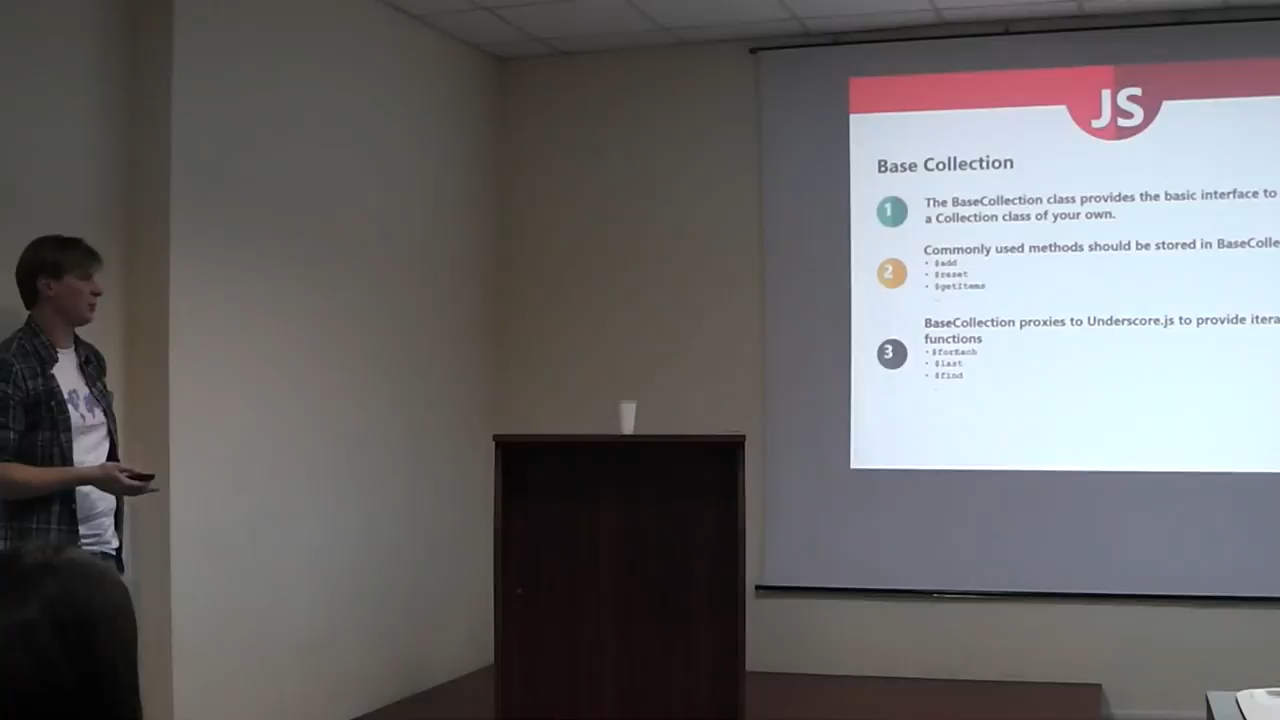 JS
Base Collection
1
The BaseCollection class provides the basic interface to
a Collection class of your own.
2
Commonly used methods should be stored in BaseColle
• $add
• $reset
• $getItems
3
BaseCollection proxies to Underscore.js to provide itera
functions
• $forEach
• $last
• $find